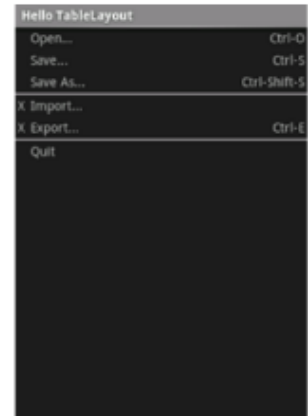 Hello TableLayout
Open... Ctrl-O
Save... Ctrl-S
Save As... Ctrl-Shift-S
X Import...
X Export... Ctrl-E
Quit